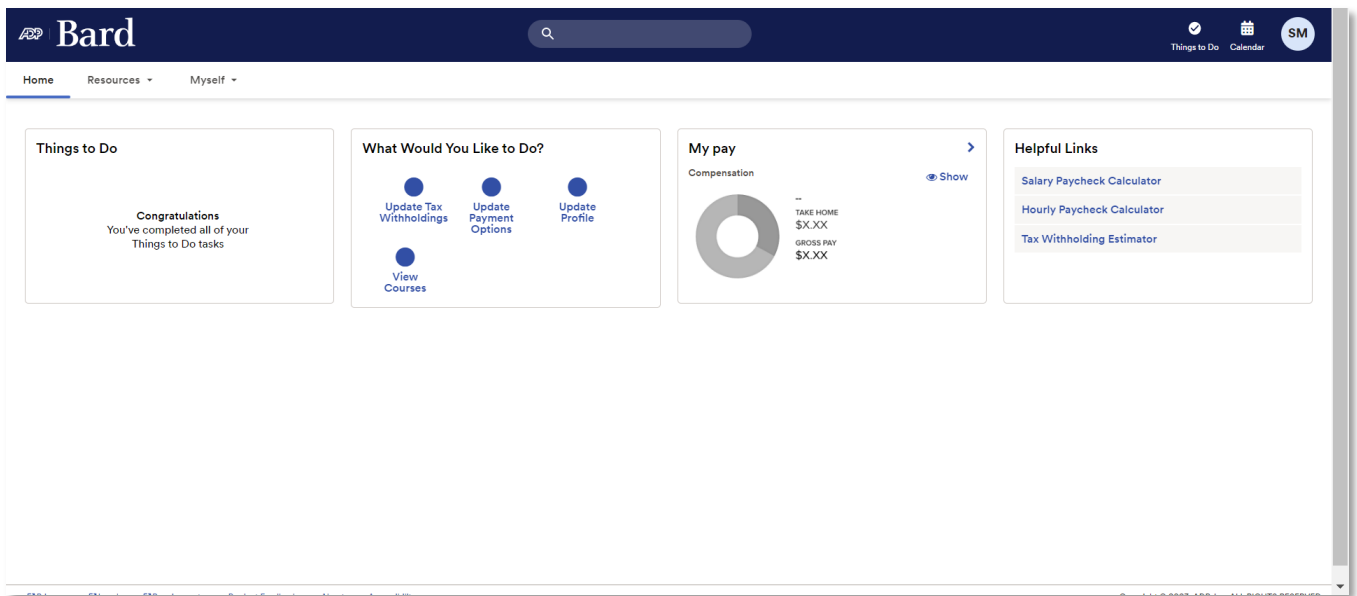 ADP Bard
Things to Do
Calendar
SM
Home
Resources
Myself
Things to Do
Congratulations
You've completed all of your
Things to Do tasks
What Would You Like to Do?
Update Tax
Withholdings
Update
Payment
Options
Update
Profile
View
Courses
My pay
Compensation
Show
--
TAKE HOME
$X.XX
GROSS PAY
$X.XX
Helpful Links
Salary Paycheck Calculator
Hourly Paycheck Calculator
Tax Withholding Estimator